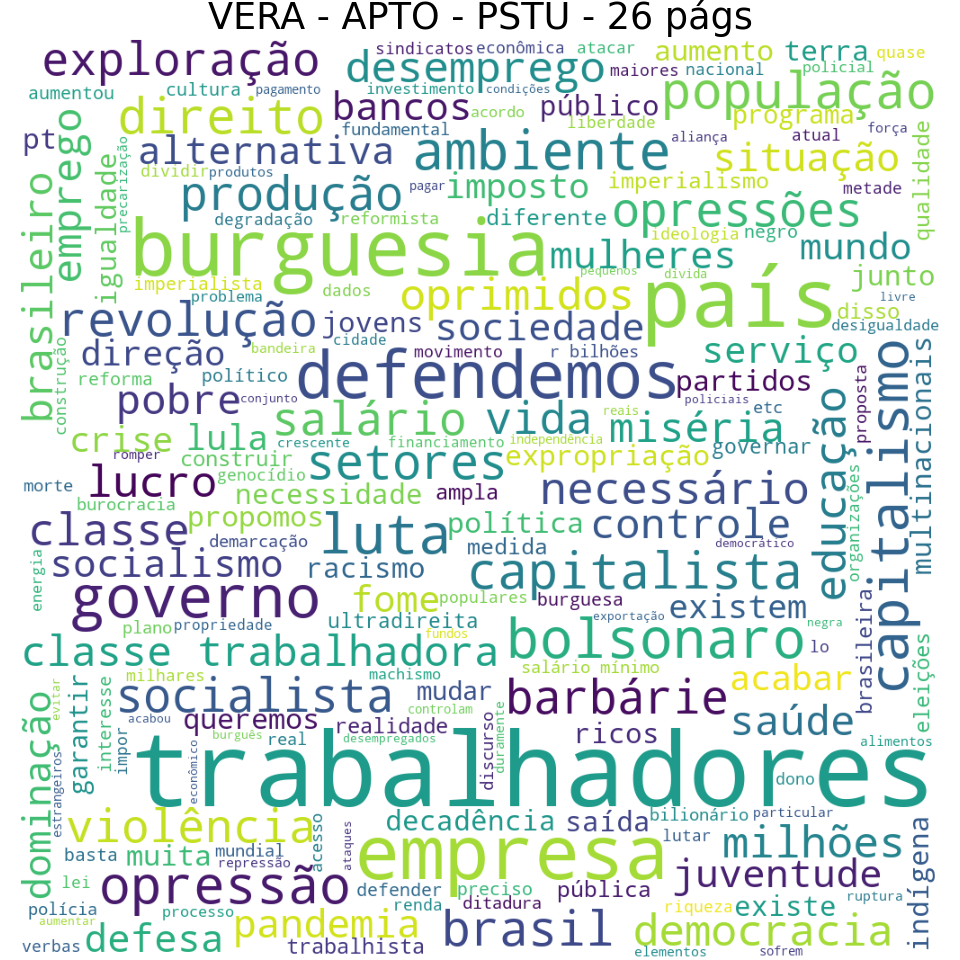 VERA - APTO - PSTU - 26 págs
exploração
sindicatos
econômica
atacar
aumento
terra
quase
desemprego
maiores
nacional
policial
aumentou
cultura
pagamento
investimento
condições
população
direito
bancos
acordo
público
liberdade
programa
pt
emprego
fundamental
aliança
atual
força
alternativa
ambiente
situação
qualidade
precarização
dividir
produtos
produção
pagar
imposto
imperialismo
metade
igualdade
degradação
reformista
diferente
opressões
ideologia
negro
mundo
brasileiro
burguesia
mulheres
pequenos
divida
junto
imperialista
problema
dados
oprimidos
país
livre
disso
revolução
jovens
sociedade
desigualdade
construção
direção
bandeira
cidade
movimento
r bilhões
serviço
reforma
político
defendemos
partidos
pobre
conjunto
policiais
etc
proposta
capitalismo
multinacionais
salário
vida
reais
miséria
educação
crise
lula
crescente
financiamento
independência
governar
romper
construir
genocídio
setores
expropriação
morte
lucro
necessidade
ampla
necessário
organizações
burocracia
propomos
classe
demarcação
luta
política
controle
democrático
energia
socialismo
racismo
medida
capitalista
governo
fome
populares
burguesa
existem
exportação
brasileira
plano
propriedade
ultradireita
fundos
bolsonaro
negra
lo
eleições
classe trabalhadora
salário mínimo
acabar
milhares
machismo
dominação
evitar
garantir
interesse
socialista
controlam
mudar
barbárie
acabou
queremos
realidade
discurso
duramente
ricos
saúde
impor
burguês
real
desempregados
alimentos
estrangeiros
econômico
trabalhadores
dono
violência
acesso
ataques
decadência
saída
bilionário
particular
basta
muita
mundial
repressão
empresa
lutar
milhões
indígena
lei
opressão
defender
preciso
pública
juventude
ruptura
polícia
processo
renda
ditadura
riqueza
existe
aumentar
pandemia
verbas
defesa
trabalhista
brasil
democracia
elementos
sofrem